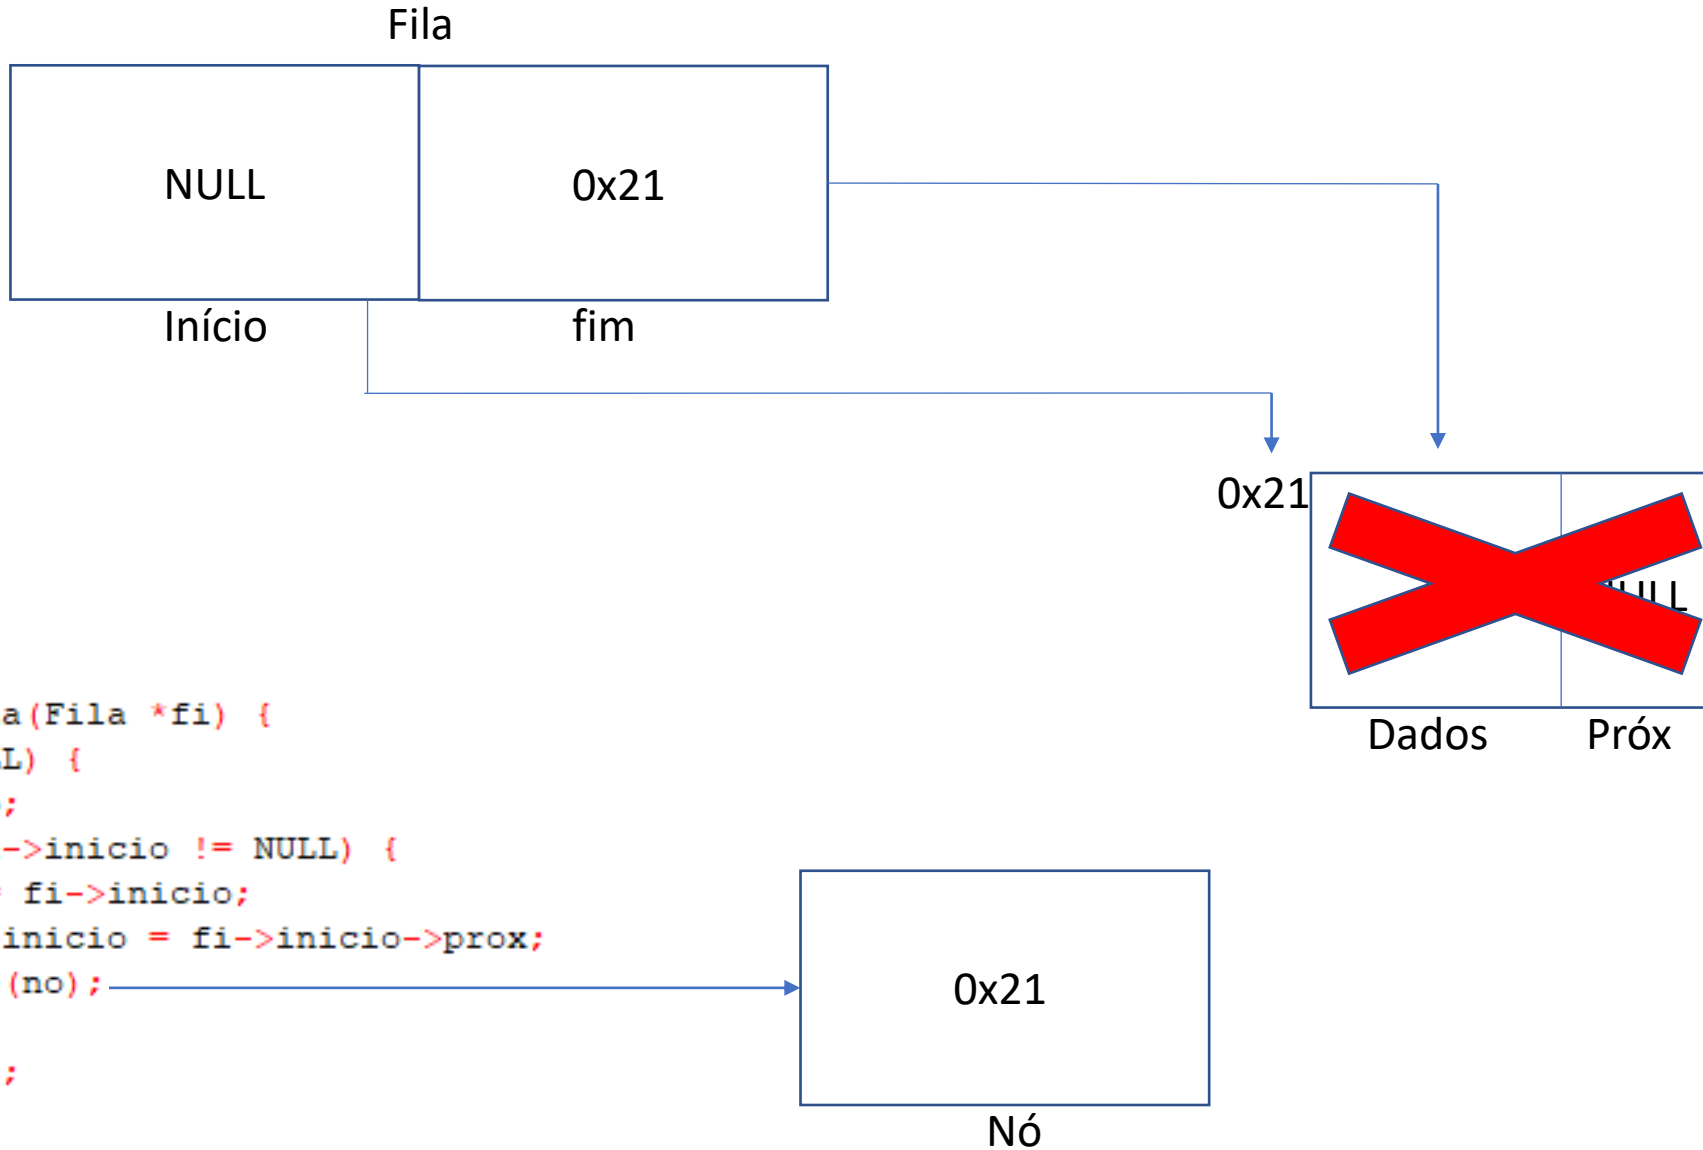 Fila
NULL 0x21
Início fim
0x21
Dados Próx
a(Fila *fi) {
L) {
;
->inicio != NULL) {
= fi->inicio;
inicio = fi->inicio->prox;
(no);
0x21
;
Nó